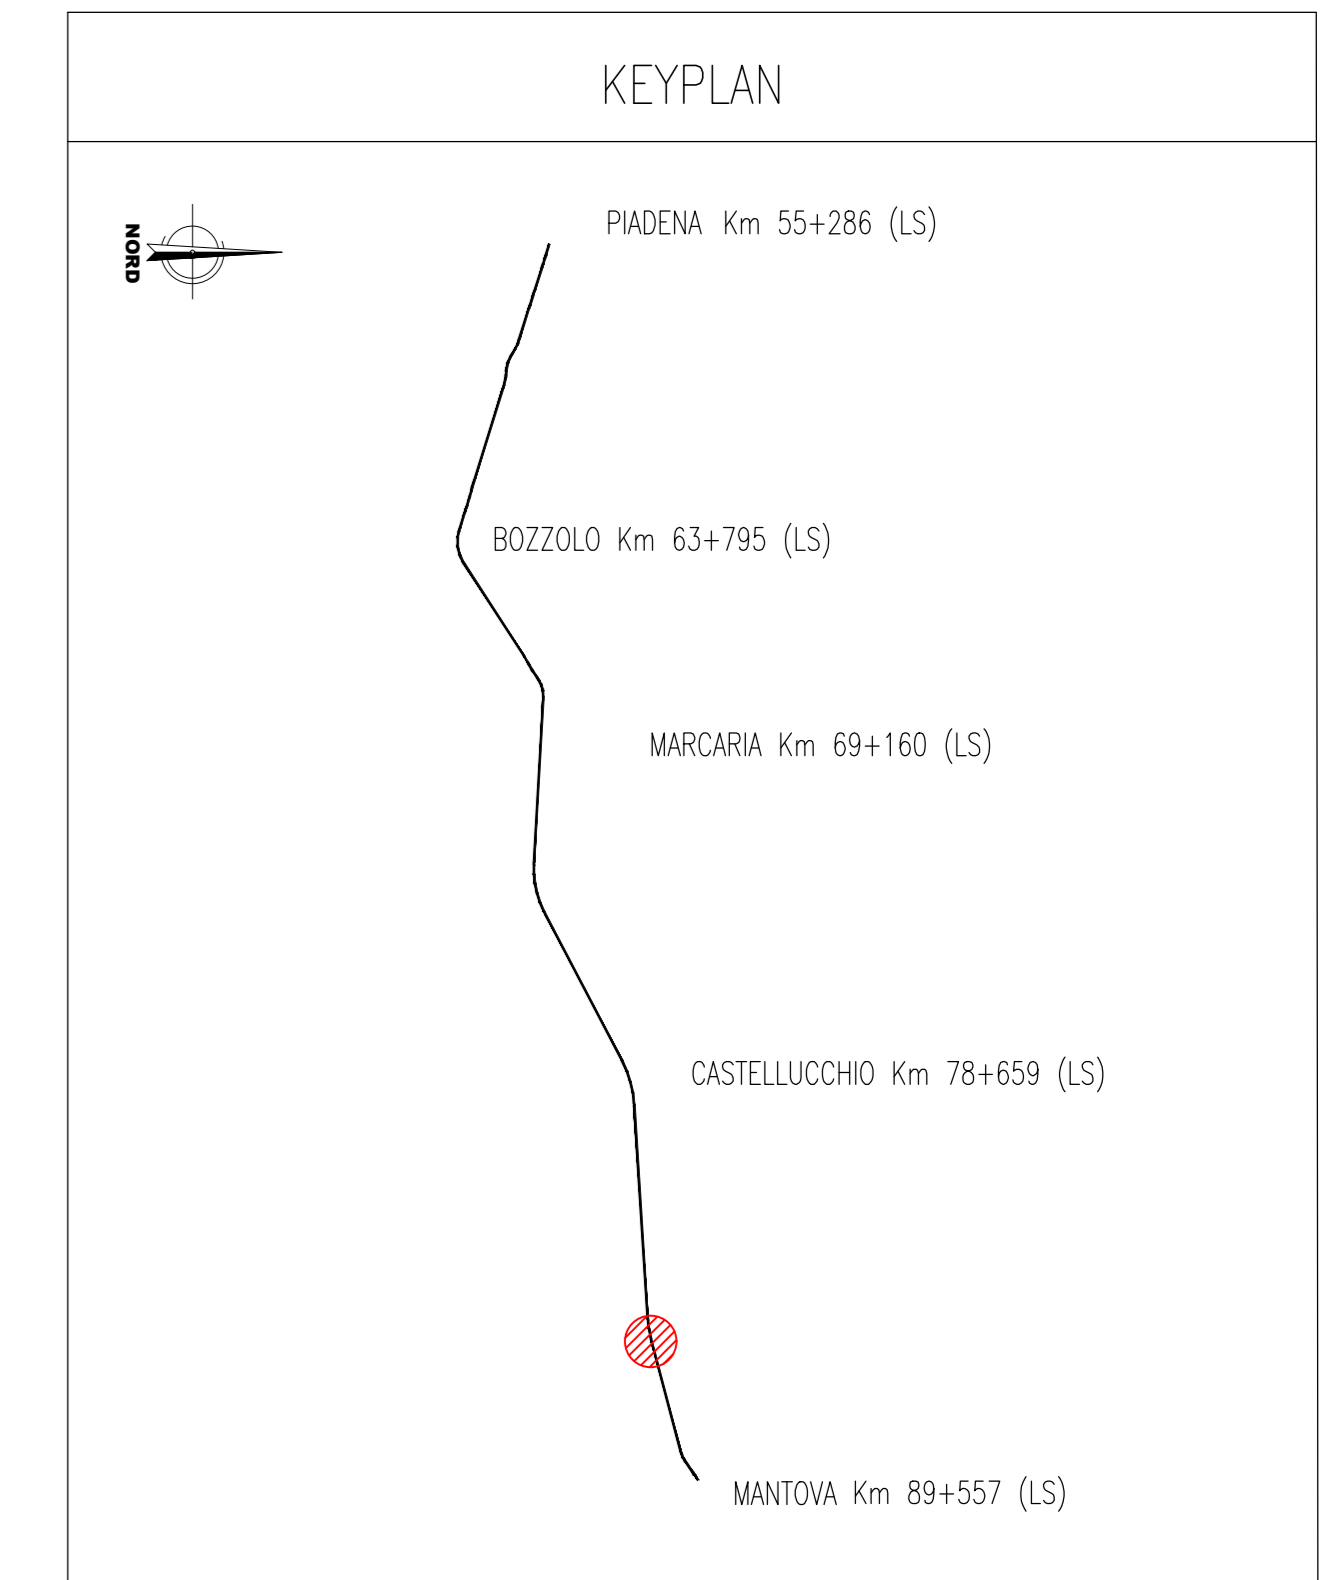 KEYPLAN
NORD
PIADENA Km 55+286 (LS)
BOZZOLO Km 63+795 (LS)
MARCARIA Km 69+160 (LS)
CASTELLUCCHIO Km 78+659 (LS)
MANTOVA Km 89+557 (LS)